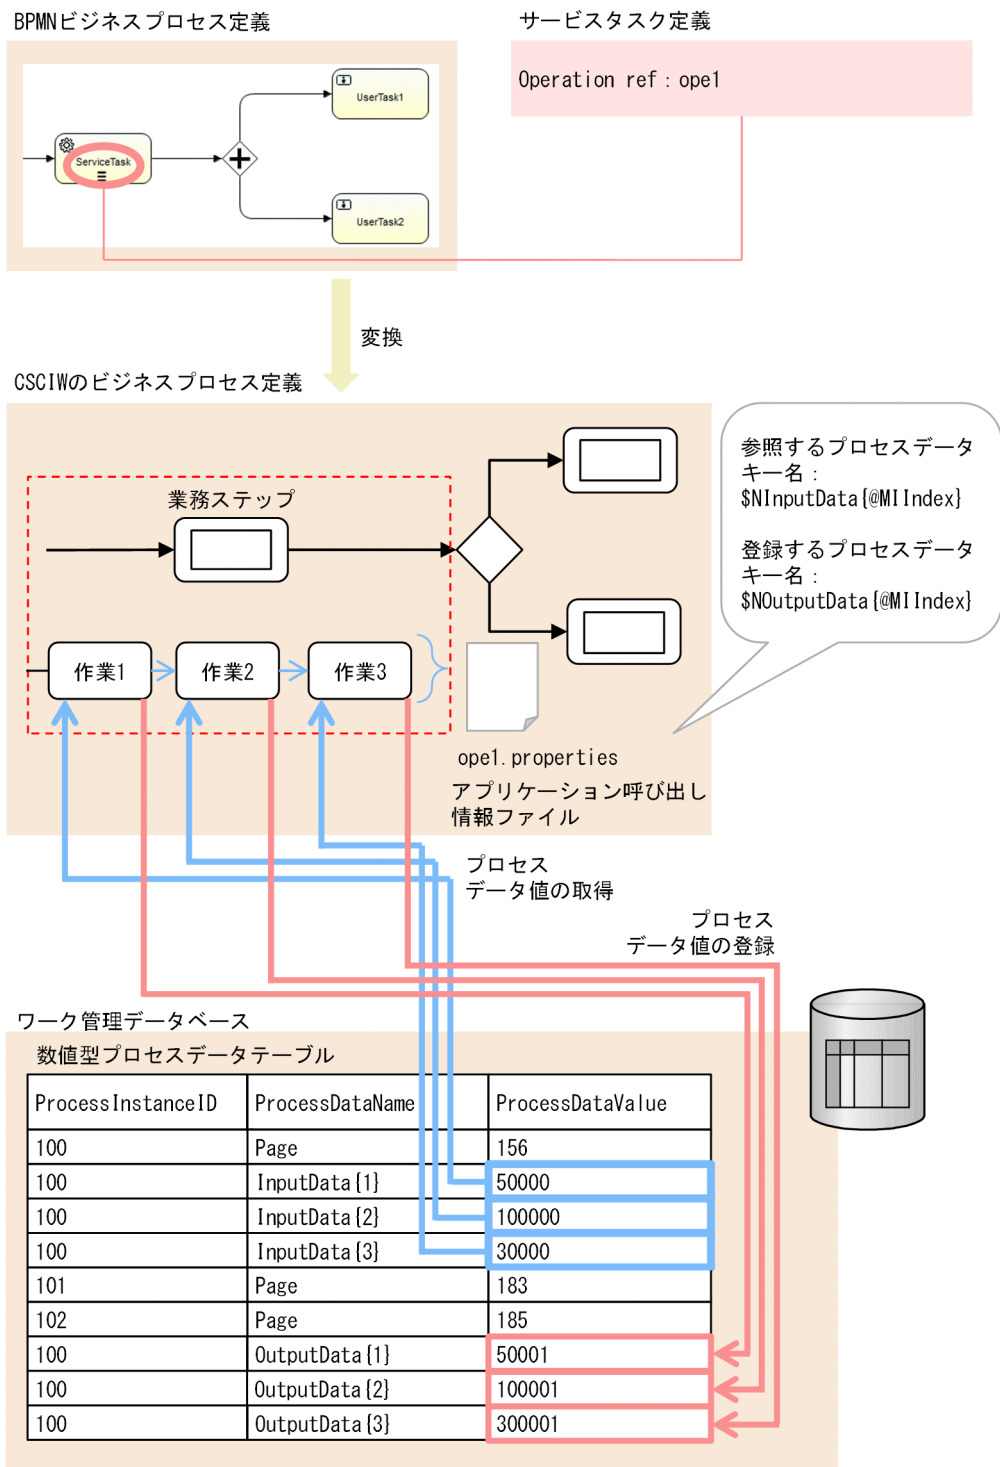 BPMNビジネスプロセス定義
サービスタスク定義
Operation ref：ope1
UserTask1
ServiceTask
UserTask2
変換
CSCIWのビジネスプロセス定義
業務ステップ
作業1
作業2
作業3
参照するプロセスデータ
キー名：
$NInputData{@MIIndex}
登録するプロセスデータ
キー名：
$NOutputData{@MIIndex}
ope1.properties
アプリケーション呼び出し
情報ファイル
プロセス
データ値の取得
プロセス
データ値の登録
ワーク管理データベース
数値型プロセスデータテーブル
ProcessInstanceID ProcessDataName ProcessDataValue
100 Page 156
100 InputData{1} 50000
100 InputData{2} 100000
100 InputData{3} 30000
101 Page 183
102 Page 185
100 OutputData{1} 50001
100 OutputData{2} 100001
100 OutputData{3} 300001